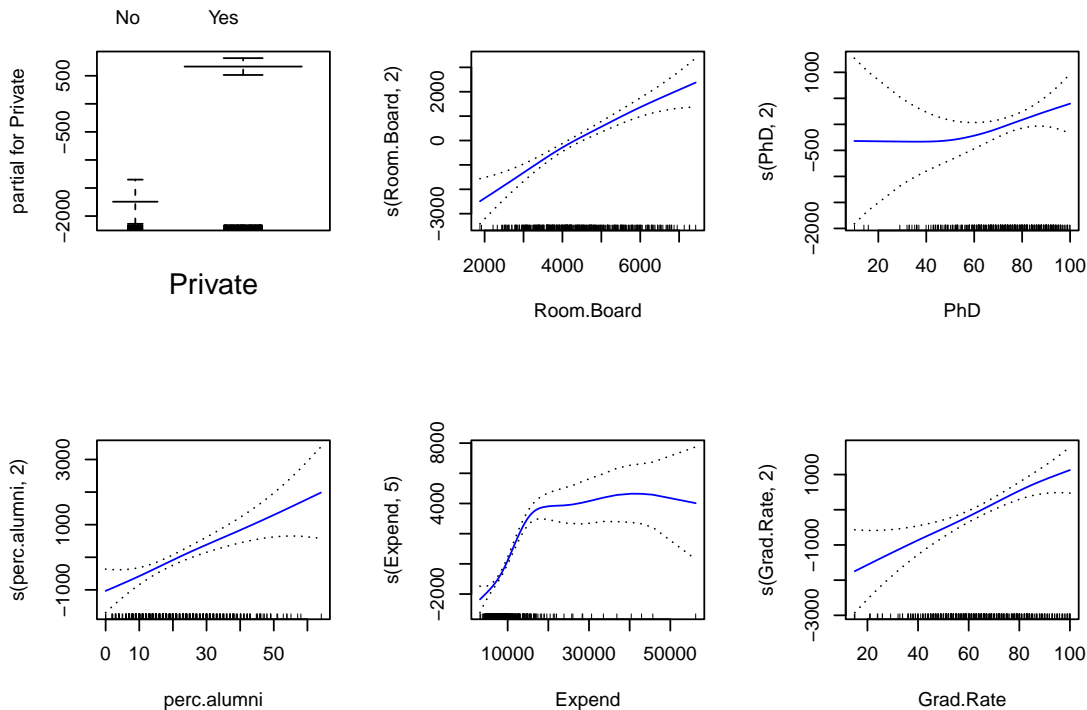 No Yes
partial for Private
500
−500
−2000
Private
s(Room.Board, 2)
2000
0
−3000
2000 4000 6000
Room.Board
s(PhD, 2)
1000
−500
−2000
20 40 60 80 100
PhD
s(perc.alumni, 2)
3000
1000
−1000
0 10 30 50
perc.alumni
s(Expend, 5)
8000
4000
−2000
10000 30000 50000
Expend
s(Grad.Rate, 2)
1000
−1000
−3000
20 40 60 80 100
Grad.Rate